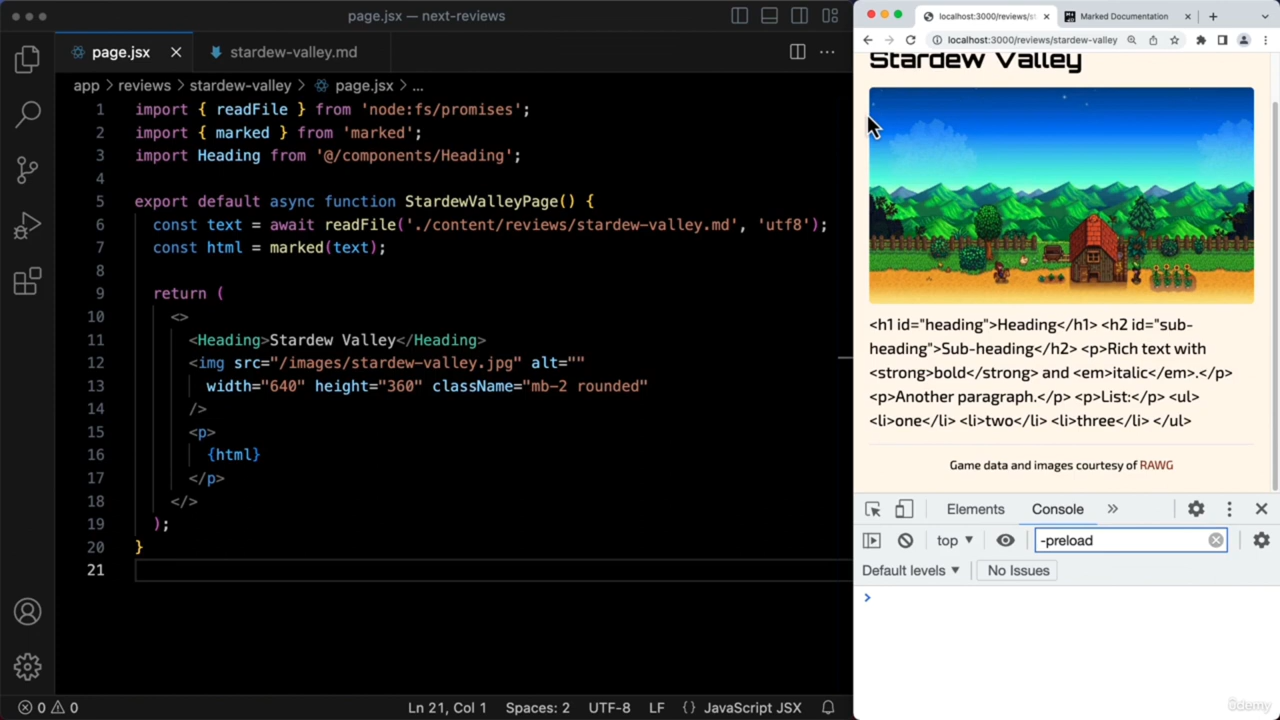 page.jsx — next-reviews
page.jsx
stardew-valley
app > reviews > stardew-valley > page.jsx > ...
1 import { readFile } from 'node:fs/promises';
2 import { marked } from 'marked';
3 import Heading from '@/components/Heading';
4
5 export default async function StardewValleyPage() {
6 const text = await readFile('./content/reviews/stardew-valley.md', 'utf8');
7 const html = marked(text);
8
9 return (
10 <>
11 <Heading>Stardew Valley</Heading>
12 <img src="/images/stardew-valley.jpg" alt=""
13 width="640" height="360" className="mb-2 rounded"
14 />
15 <p>
16 {html}
17 </p>
18 </>
19 );
20 }
21
0 0
Ln 21, Col 1 Spaces: 2 UTF-8 LF {} JavaScript JSX
localhost:3000/reviews/st
Marked Documentation
localhost:3000/reviews/stardew-valley
Stardew Valley
<h1 id="heading">Heading</h1> <h2 id="sub-
heading">Sub-heading</h2> <p>Rich text with
<strong>bold</strong> and <em>italic</em>.</p>
<p>Another paragraph.</p> <p>List:</p> <ul>
<li>one</li> <li>two</li> <li>three</li> </ul>
Game data and images courtesy of RAWG
Elements Console
top -preload
Default levels No Issues
ûdemy